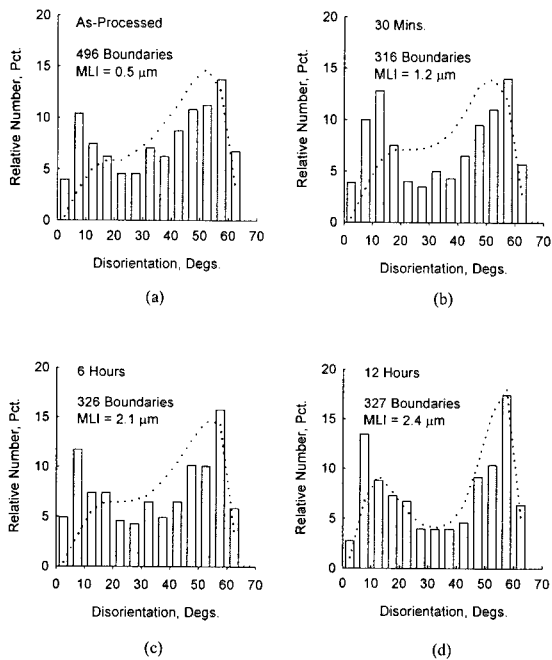 As-Processed
496 Boundaries
MLI = 0.5 μm
Relative Number, Pct.
20
15
10
5
0
0 10 20 30 40 50 60 70
Disorientation, Degs.
(a)
30 Mins.
316 Boundaries
MLI = 1.2 μm
Relative Number, Pct.
20
15
10
5
0
0 10 20 30 40 50 60 70
Disorientation, Degs.
(b)
6 Hours
326 Boundaries
MLI = 2.1 μm
Relative Number, Pct.
20
15
10
5
0
0 10 20 30 40 50 60 70
Disorientation, Degs.
(c)
12 Hours
327 Boundaries
MLI = 2.4 μm
Relative Number, Pct.
20
15
10
5
0
0 10 20 30 40 50 60 70
Disorientation, Degs.
(d)